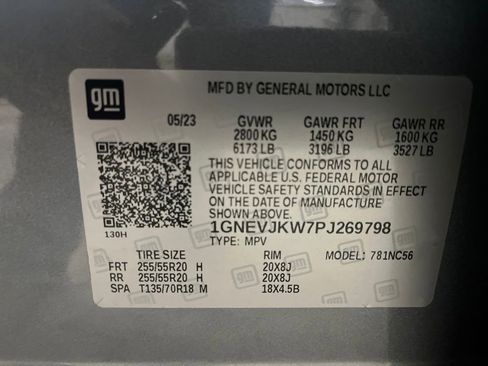 gm
MFD BY GENERAL MOTORS LLC
05/23 GVWR GAWR FRT GAWR RR
2800 KG 1450 KG 1600 KG
6173 LB 3196 LB 3527 LB
THIS VEHICLE CONFORMS TO ALL
APPLICABLE U.S. FEDERAL MOTOR
VEHICLE SAFETY STANDARDS IN EFFECT
ON THE DATE OF MANUFACTURE
SHOWN ABOVE.
1GNEVJKW7PJ269798
130H TYPE: MPV
TIRE SIZE RIM MODEL: 781NC56
FRT 255/55R20 H 20X8J
RR 255/55R20 H 20X8J
SPA T135/70R18 M 18X4.5B